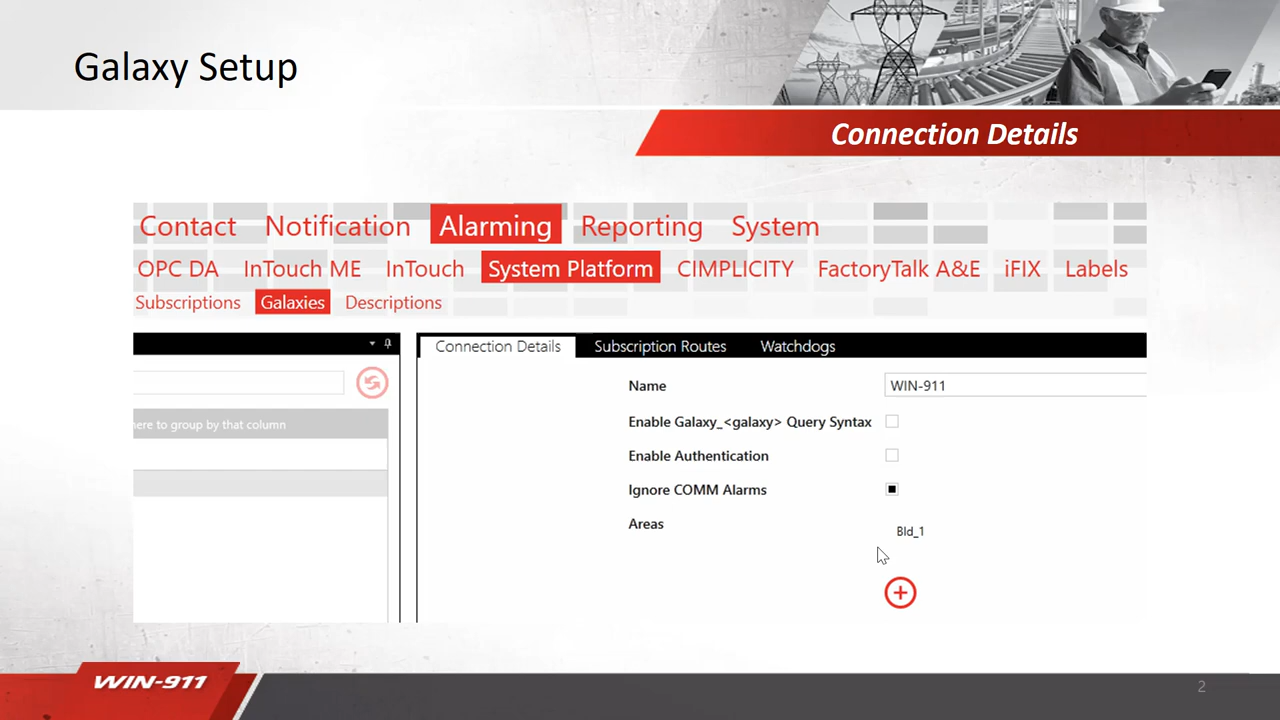 Galaxy Setup
Connection Details
Contact Notification Alarming Reporting System
OPC DA InTouch ME InTouch System Platform CIMPLICITY FactoryTalk A&E iFIX Labels
Subscriptions Galaxies Descriptions
Connection Details Subscription Routes Watchdogs
Name WIN-911
here to group by that column
Enable Galaxy_<galaxy> Query Syntax
Enable Authentication
Ignore COMM Alarms
Areas
Bld_1
WIN-911
2